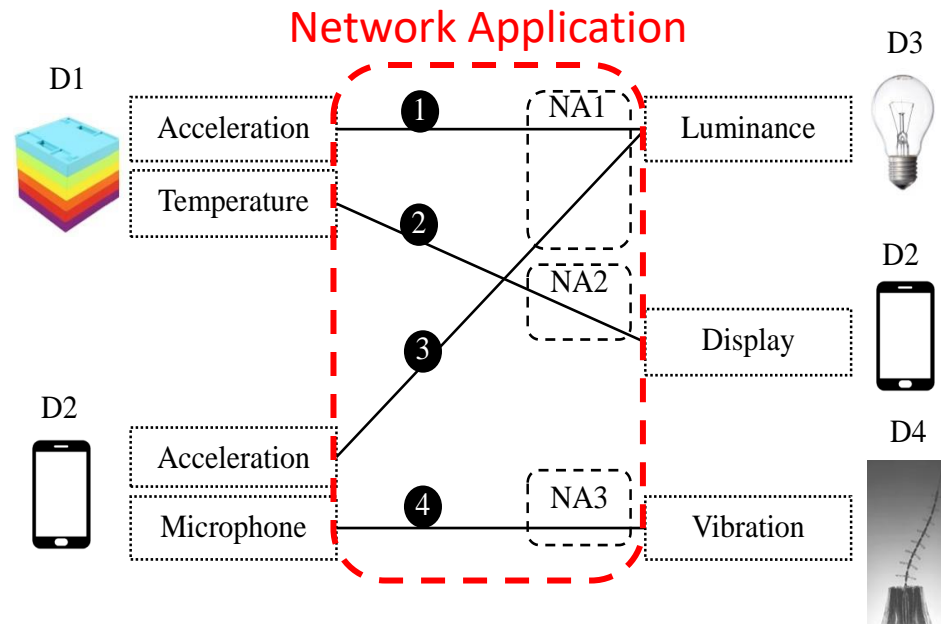 Network Application
D1
Acceleration
1
NA1
Luminance
D3
Temperature
2
NA2
D2
Display
3
D2
Acceleration
D4
Microphone
4
NA3
Vibration